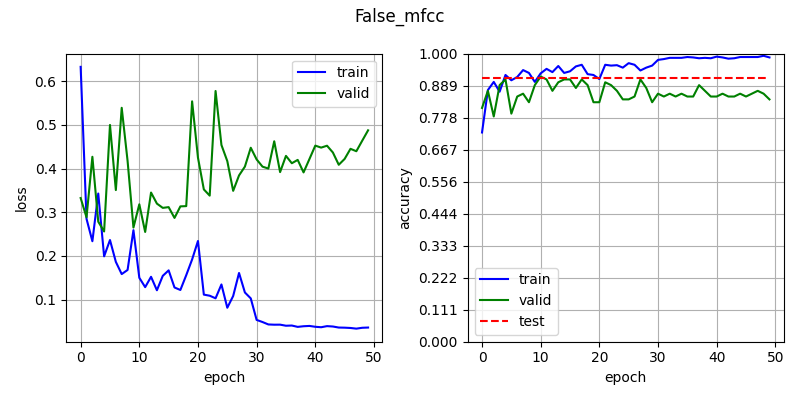 False_mfcc
0.6
0.5
0.4
0.3
0.2
0.1
0
10
20
30
40
50
loss
epoch
train
valid
1.000
0.889
0.778
0.667
0.556
0.444
0.333
0.222
0.111
0.000
0
10
20
30
40
50
accuracy
epoch
train
valid
test